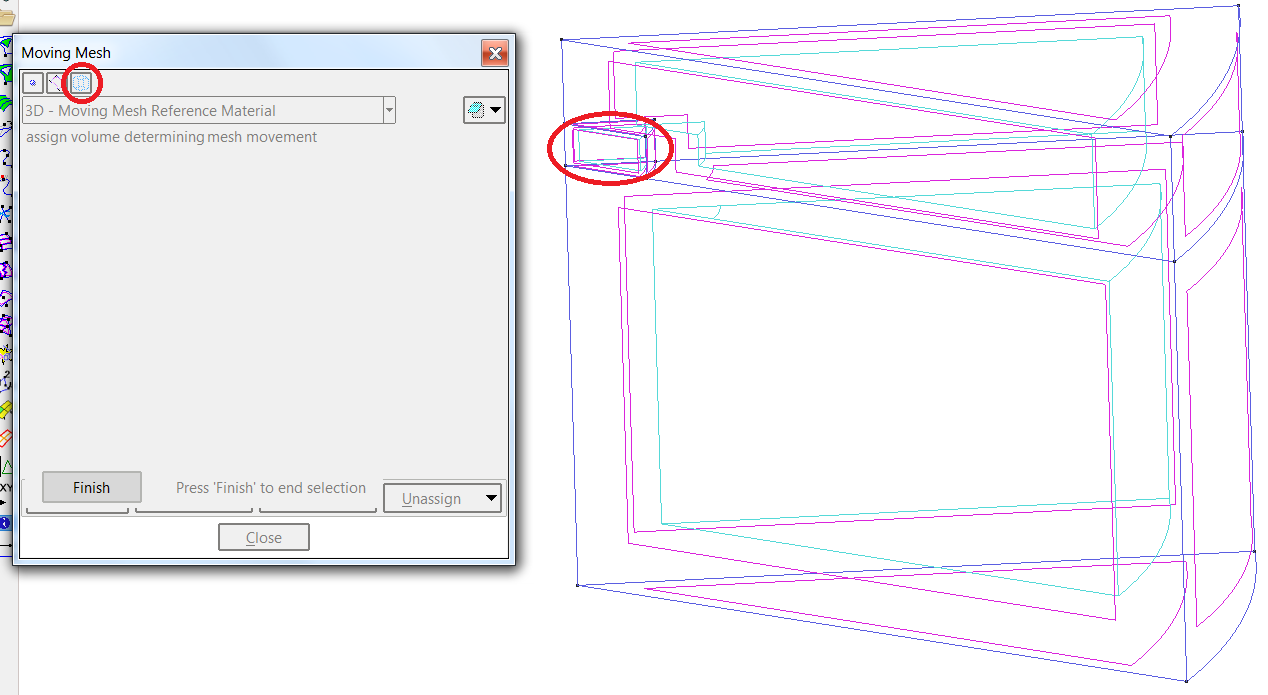 Moving Mesh
3D - Moving Mesh Reference Material
assign volume determining mesh movement
Finish
Press 'Finish' to end selection
Unassign
Close